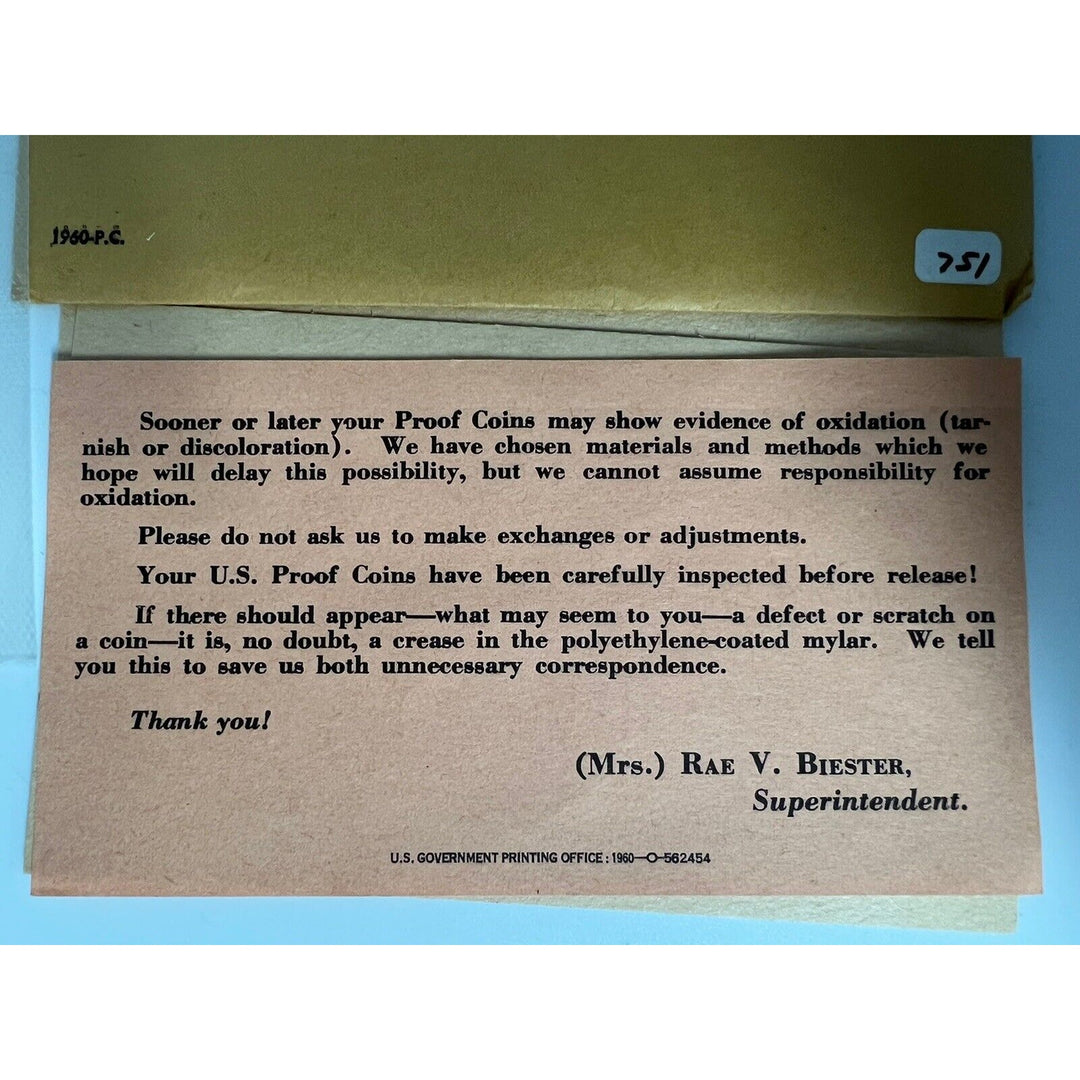 1960-P.C.
751
Sooner or later your Proof Coins may show evidence of oxidation (tar-
nish or discoloration). We have chosen materials and methods which we
hope will delay this possibility, but we cannot assume responsibility for
oxidation.
Please do not ask us to make exchanges or adjustments.
Your U.S. Proof Coins have been carefully inspected before release!
If there should appear—what may seem to you—a defect or scratch on
a coin—it is, no doubt, a crease in the polyethylene-coated mylar. We tell
you this to save us both unnecessary correspondence.
Thank you!
(Mrs.) RAE V. BIESTER,
Superintendent.
U.S. GOVERNMENT PRINTING OFFICE : 1960—O-562454